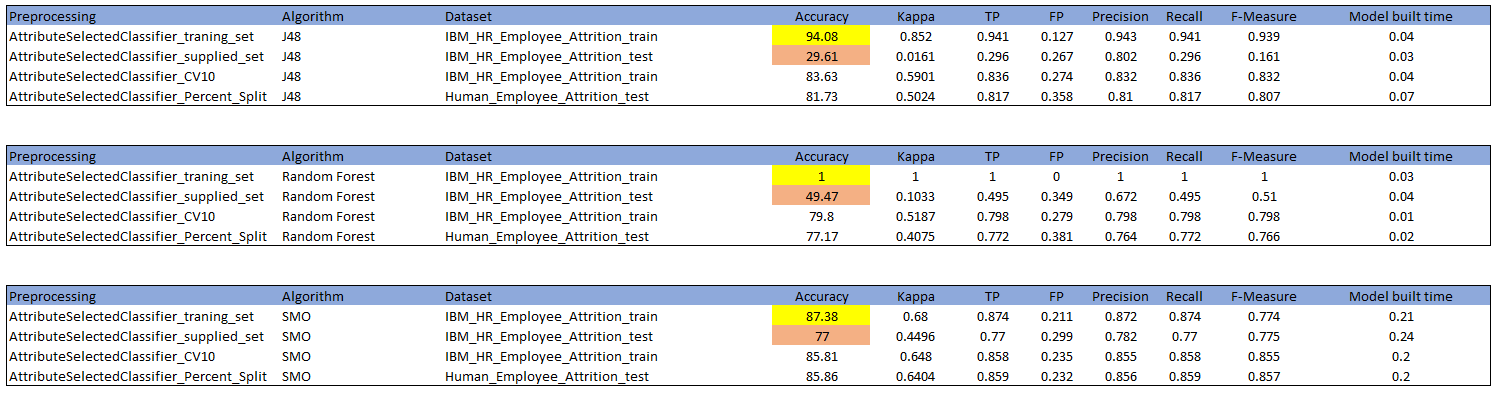 Preprocessing Algorithm Dataset Accuracy Kappa TP FP Precision Recall F-Measure Model built time
AttributeSelectedClassifier_traning_set J48 IBM_HR_Employee_Attrition_train 94.08 0.852 0.941 0.127 0.943 0.941 0.939 0.04
AttributeSelectedClassifier_supplied_set J48 IBM_HR_Employee_Attrition_test 29.61 0.0161 0.296 0.267 0.802 0.296 0.161 0.03
AttributeSelectedClassifier_CV10 J48 IBM_HR_Employee_Attrition_train 83.63 0.5901 0.836 0.274 0.832 0.836 0.832 0.04
AttributeSelectedClassifier_Percent_Split J48 Human_Employee_Attrition_test 81.73 0.5024 0.817 0.358 0.81 0.817 0.807 0.07
Preprocessing Algorithm Dataset Accuracy Kappa TP FP Precision Recall F-Measure Model built time
AttributeSelectedClassifier_traning_set Random Forest IBM_HR_Employee_Attrition_train 1 1 1 0 1 1 1 0.03
AttributeSelectedClassifier_supplied_set Random Forest IBM_HR_Employee_Attrition_test 49.47 0.1033 0.495 0.349 0.672 0.495 0.51 0.04
AttributeSelectedClassifier_CV10 Random Forest IBM_HR_Employee_Attrition_train 79.8 0.5187 0.798 0.279 0.798 0.798 0.798 0.01
AttributeSelectedClassifier_Percent_Split Random Forest Human_Employee_Attrition_test 77.17 0.4075 0.772 0.381 0.764 0.772 0.766 0.02
Preprocessing Algorithm Dataset Accuracy Kappa TP FP Precision Recall F-Measure Model built time
AttributeSelectedClassifier_traning_set SMO IBM_HR_Employee_Attrition_train 87.38 0.68 0.874 0.211 0.872 0.874 0.774 0.21
AttributeSelectedClassifier_supplied_set SMO IBM_HR_Employee_Attrition_test 77 0.4496 0.77 0.299 0.782 0.77 0.775 0.24
AttributeSelectedClassifier_CV10 SMO IBM_HR_Employee_Attrition_train 85.81 0.648 0.858 0.235 0.855 0.858 0.855 0.2
AttributeSelectedClassifier_Percent_Split SMO Human_Employee_Attrition_test 85.86 0.6404 0.859 0.232 0.856 0.859 0.857 0.2